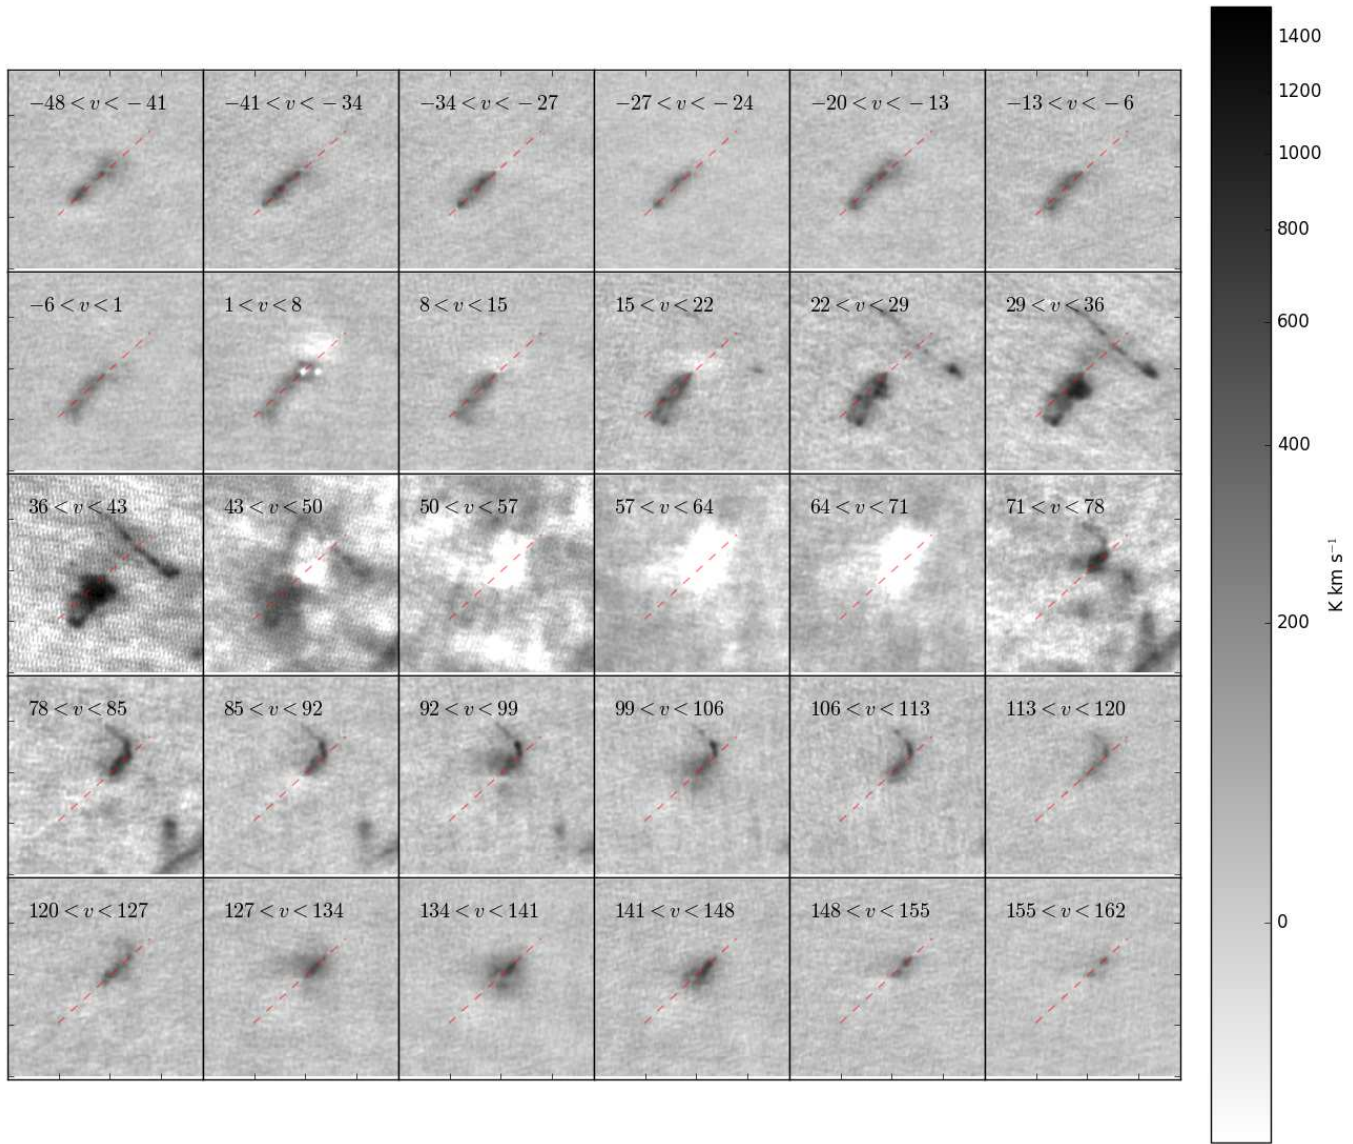 −48 < v < −41
−41 < v < −34
−34 < v < −27
−27 < v < −24
−20 < v < −13
−13 < v < −6
−6 < v < 1
1 < v < 8
8 < v < 15
15 < v < 22
22 < v < 29
29 < v < 36
36 < v < 43
43 < v < 50
50 < v < 57
57 < v < 64
64 < v < 71
71 < v < 78
78 < v < 85
85 < v < 92
92 < v < 99
99 < v < 106
106 < v < 113
113 < v < 120
120 < v < 127
127 < v < 134
134 < v < 141
141 < v < 148
148 < v < 155
155 < v < 162
1400
1200
1000
800
600
400
200
0
K km s⁻¹